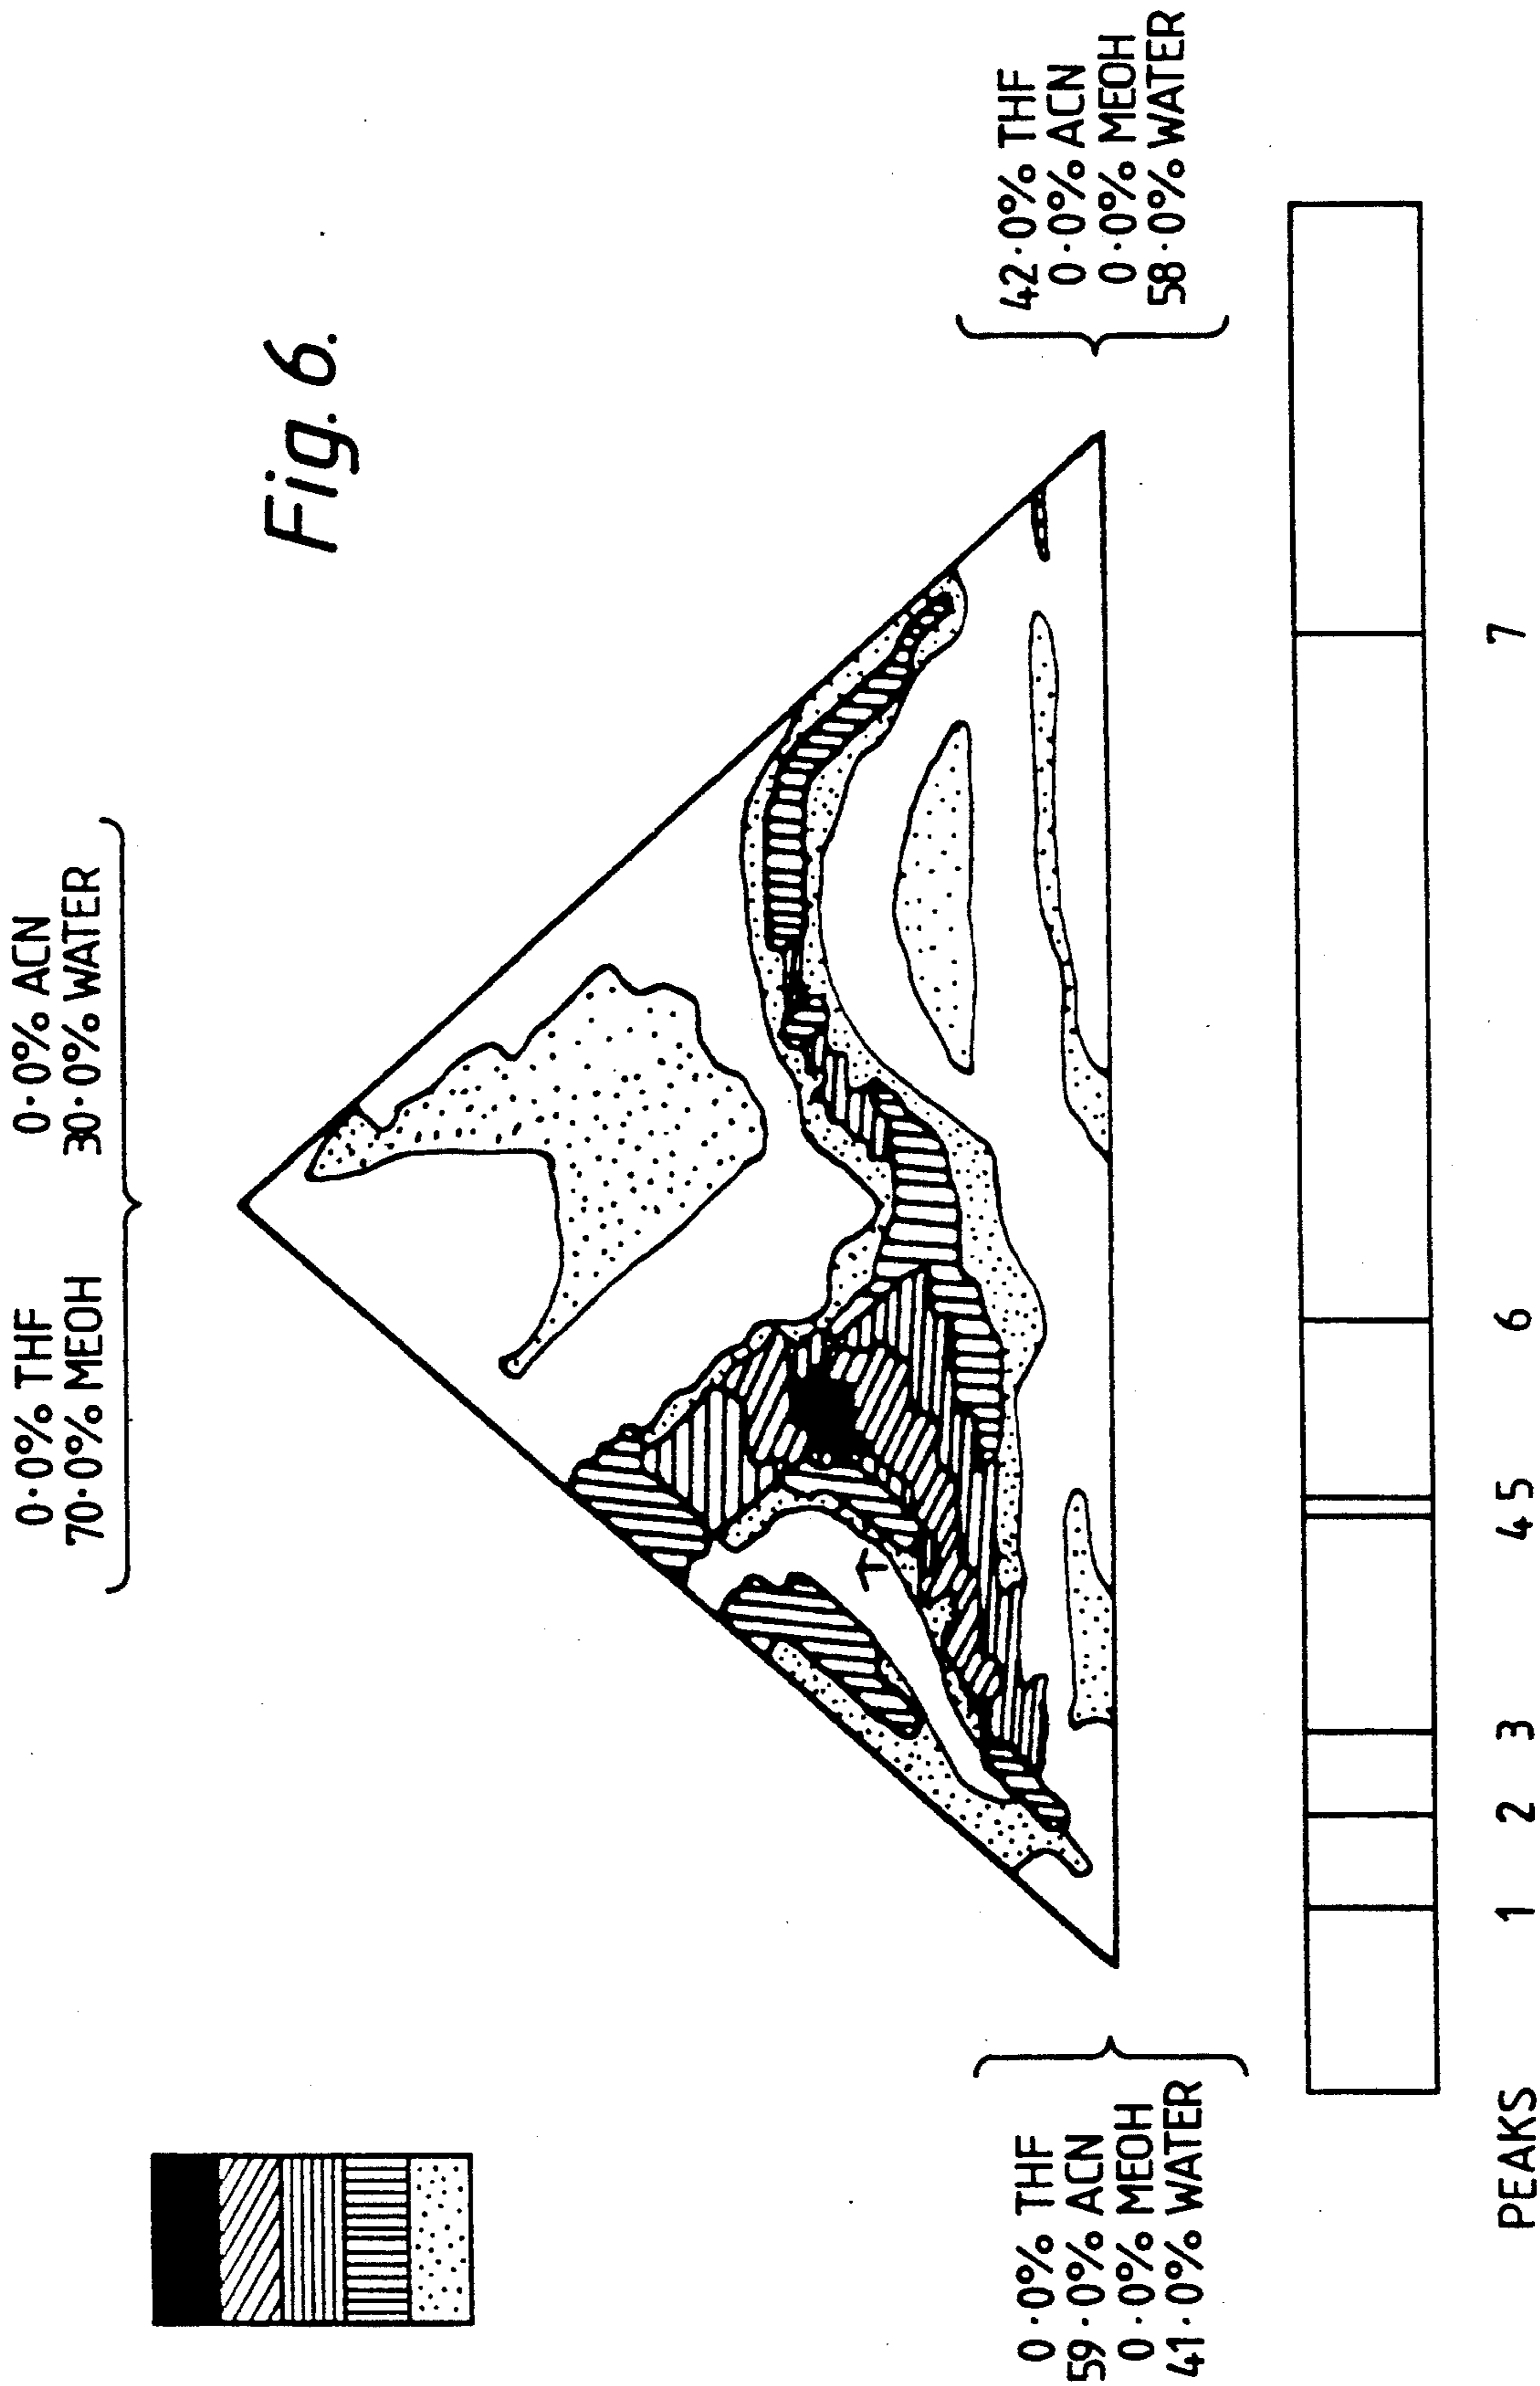 Fig. 6.
0·0% THF 0·0% ACN
70·0% MEOH 30·0% WATER
0·0% THF
59·0% ACN
0·0% MEOH
41·0% WATER
42·0% THF
0·0% ACN
0·0% MEOH
58·0% WATER
PEAKS 1 2 3 4 5 6 7